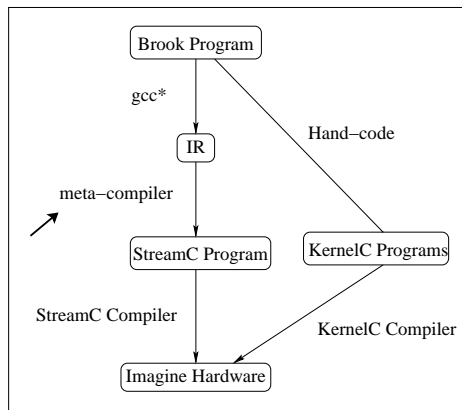 Brook Program
gcc*
Hand−code
IR
meta−compiler
StreamC Program
KernelC Programs
StreamC Compiler
KernelC Compiler
Imagine Hardware